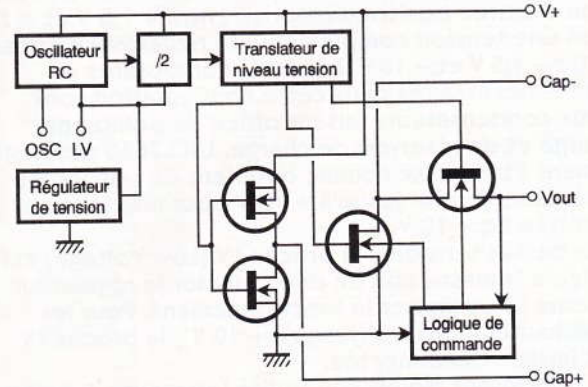 V+
Oscillateur
RC
/2
Translateur de
niveau tension
Cap-
OSC LV
Régulateur
de tension
Vout
Logique de
commande
Cap+